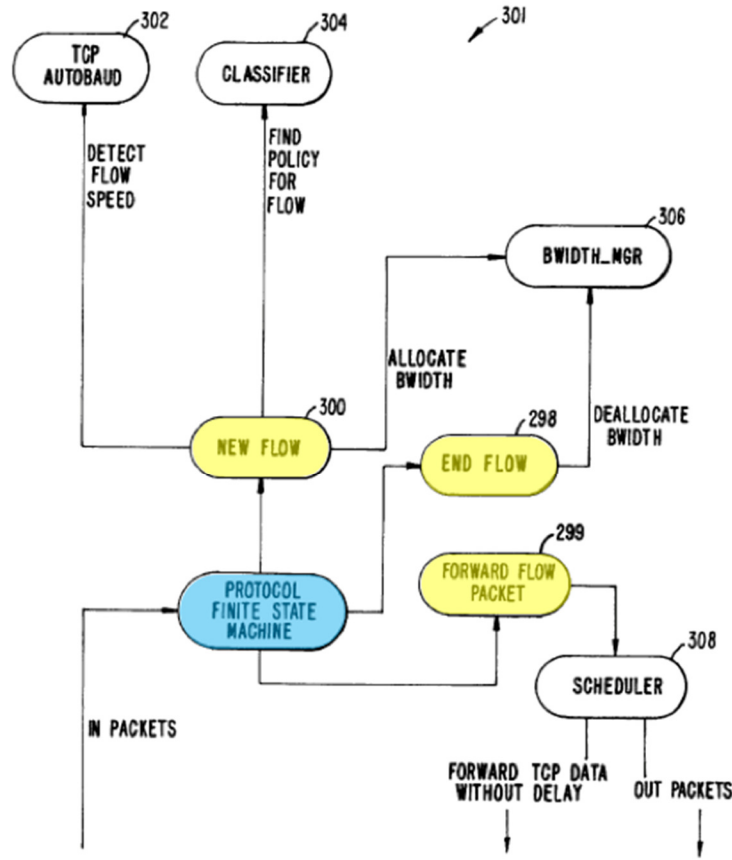 302
304
301
TCP
AUTOBAUD
CLASSIFIER
DETECT
FLOW
SPEED
FIND
POLICY
FOR
FLOW
306
BWIDTH_MGR
ALLOCATE
BWIDTH
DEALLOCATE
BWIDTH
300
NEW FLOW
298
END FLOW
299
FORWARD FLOW
PACKET
PROTOCOL
FINITE STATE
MACHINE
308
SCHEDULER
IN PACKETS
FORWARD TCP DATA
WITHOUT DELAY
OUT PACKETS